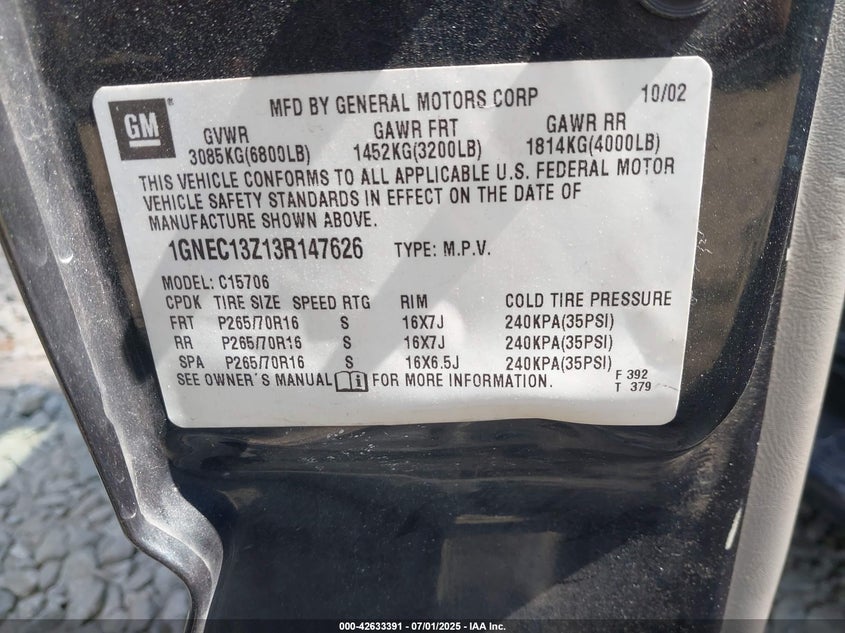 GM
MFD BY GENERAL MOTORS CORP 10/02
GVWR GAWR FRT GAWR RR
3085KG(6800LB) 1452KG(3200LB) 1814KG(4000LB)
THIS VEHICLE CONFORMS TO ALL APPLICABLE U.S. FEDERAL MOTOR
VEHICLE SAFETY STANDARDS IN EFFECT ON THE DATE OF
MANUFACTURE SHOWN ABOVE.
1GNEC13Z13R147626 TYPE: M.P.V.
MODEL: C15706
CPDK TIRE SIZE SPEED RTG RIM COLD TIRE PRESSURE
FRT P265/70R16 S 16X7J 240KPA(35PSI)
RR P265/70R16 S 16X7J 240KPA(35PSI)
SPA P265/70R16 S 16X6.5J 240KPA(35PSI)
SEE OWNER'S MANUAL i FOR MORE INFORMATION.
F 392
T 379
000-42633391 - 07/01/2025 - IAA Inc.